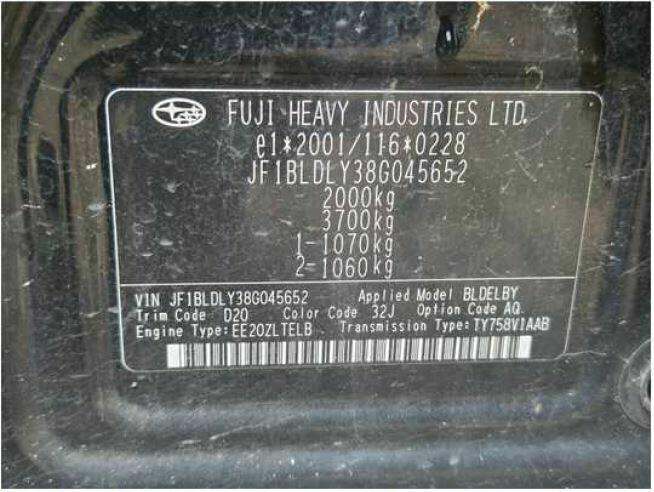 FUJI HEAVY INDUSTRIES LTD.
e1*2001/116*0228
JF1BLDLY38G045652
2000kg
3700kg
1-1070kg
2-1060kg
VIN JF1BLDLY38G045652 Applied Model BLDELBY
Trim Code D20 Color Code 32J Option Code AQ
Engine Type:EE20ZLTELB Transmission Type:TY758VIAAB